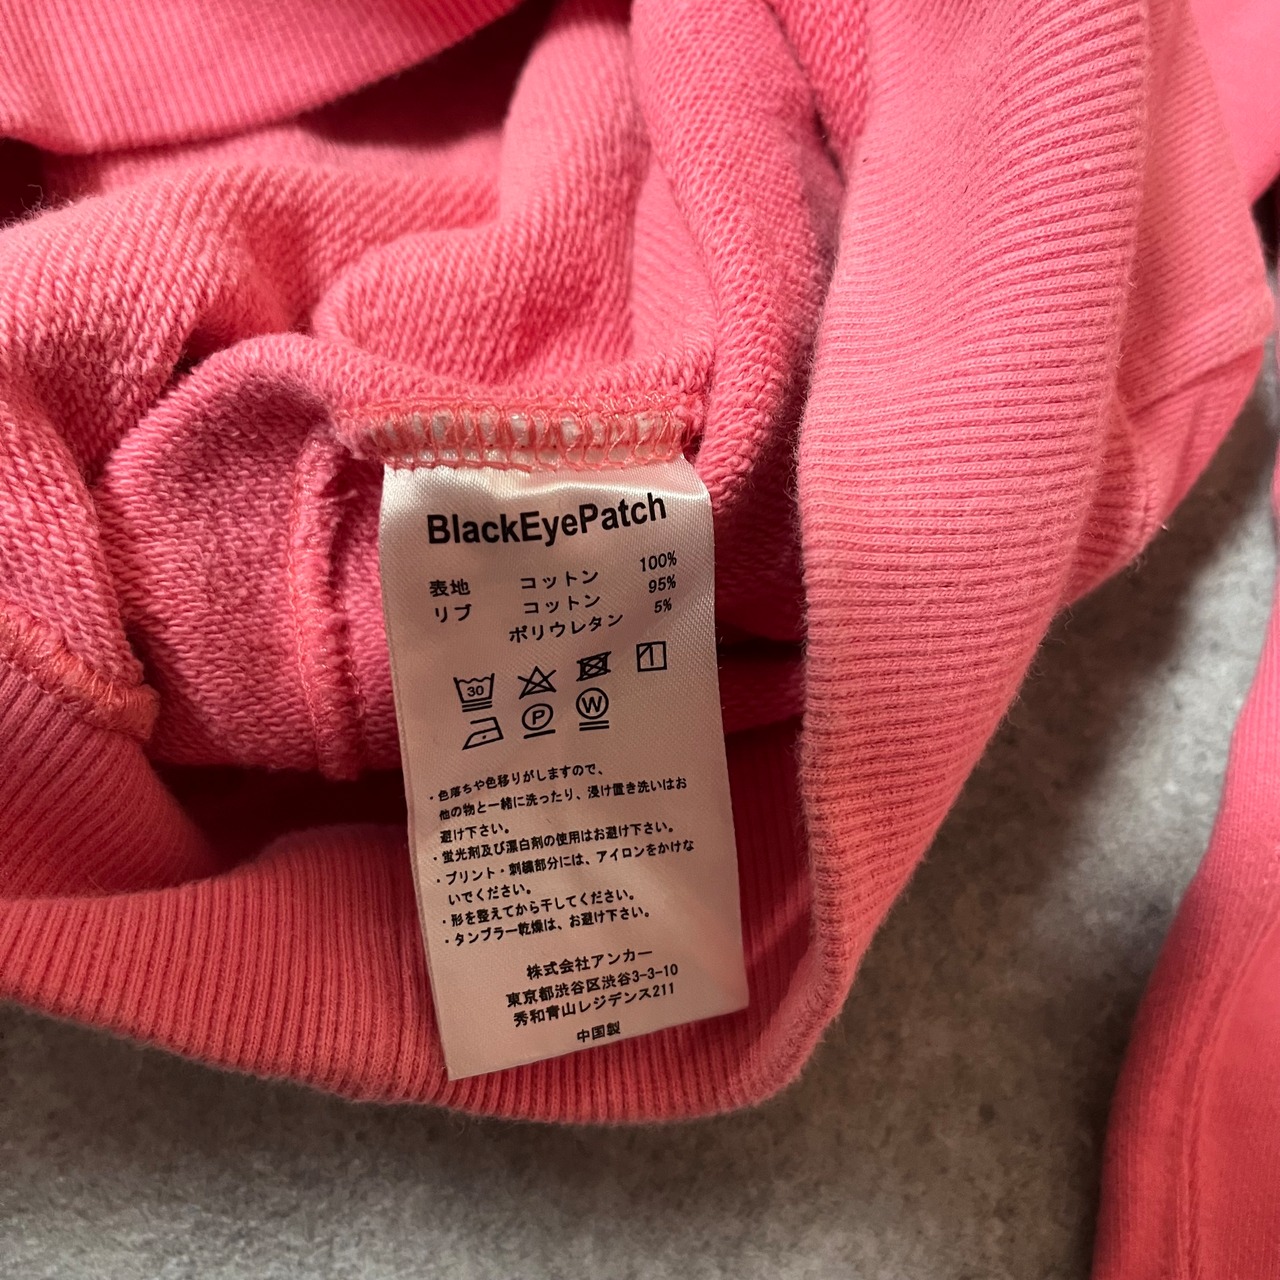 BlackEyePatch
表地 コットン 100%
リブ コットン 95%
ポリウレタン 5%
30
P W
・色落ちや色移りがしますので、
他の物と一緒に洗ったり、浸け置き洗いはお
避け下さい。
・蛍光剤及び漂白剤の使用はお避け下さい。
・プリント・刺繍部分には、アイロンをかけな
いでください。
・形を整えてから干してください。
・タンブラー乾燥は、お避け下さい。
株式会社アンカー
東京都渋谷区渋谷3-3-10
秀和青山レジデンス211
中国製